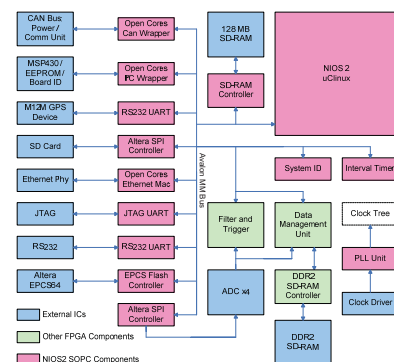 CAN Bus:
Power /
Comm Unit
Open Cores
Can Wrapper
128 MB
SD-RAM
NIOS 2
uClinux
MSP430 /
EEPROM /
Board ID
Open Cores
I²C Wrapper
SD-RAM
Controller
M12M GPS
Device
RS232 UART
SD Card
Altera SPI
Controller
Avalon MM Bus
System ID
Interval Timer
Ethernet Phy
Open Cores
Ethernet Mac
JTAG
JTAG UART
Filter and
Trigger
Data
Management
Unit
Clock Tree
RS232
RS232 UART
PLL Unit
Altera
EPCS64
EPCS Flash
Controller
ADC x4
DDR2
SD-RAM
Controller
Clock Driver
Altera SPI
Controller
External ICs
Other FPGA Components
DDR2
SD-RAM
NIOS2 SOPC Components